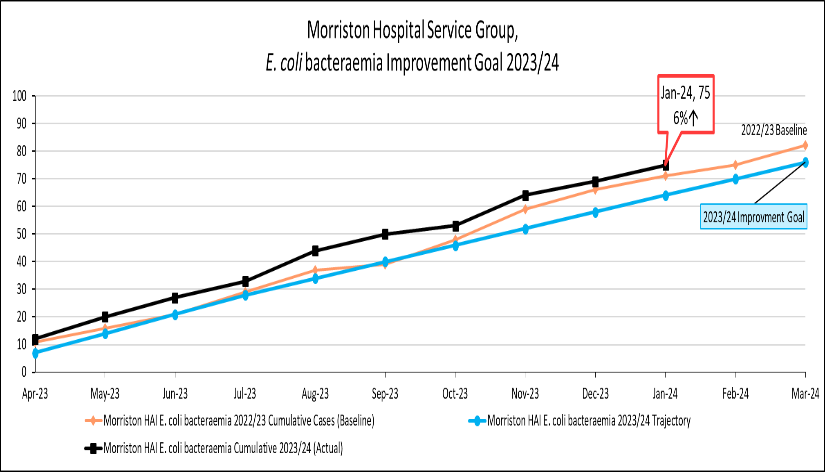 Morriston Hospital Service Group,
E. coli bacteraemia Improvement Goal 2023/24
100
90
80
70
60
50
40
30
20
10
0
Jan-24, 75
6%↑
2022/23 Baseline
2023/24 Improvment Goal
Apr-23 May-23 Jun-23 Jul-23 Aug-23 Sep-23 Oct-23 Nov-23 Dec-23 Jan-24 Feb-24 Mar-24
Morriston HAI E. coli bacteraemia 2022/23 Cumulative Cases (Baseline)
Morriston HAI E. coli bacteraemia 2023/24 Trajectory
Morriston HAI E. coli bacteraemia Cumulative 2023/24 (Actual)